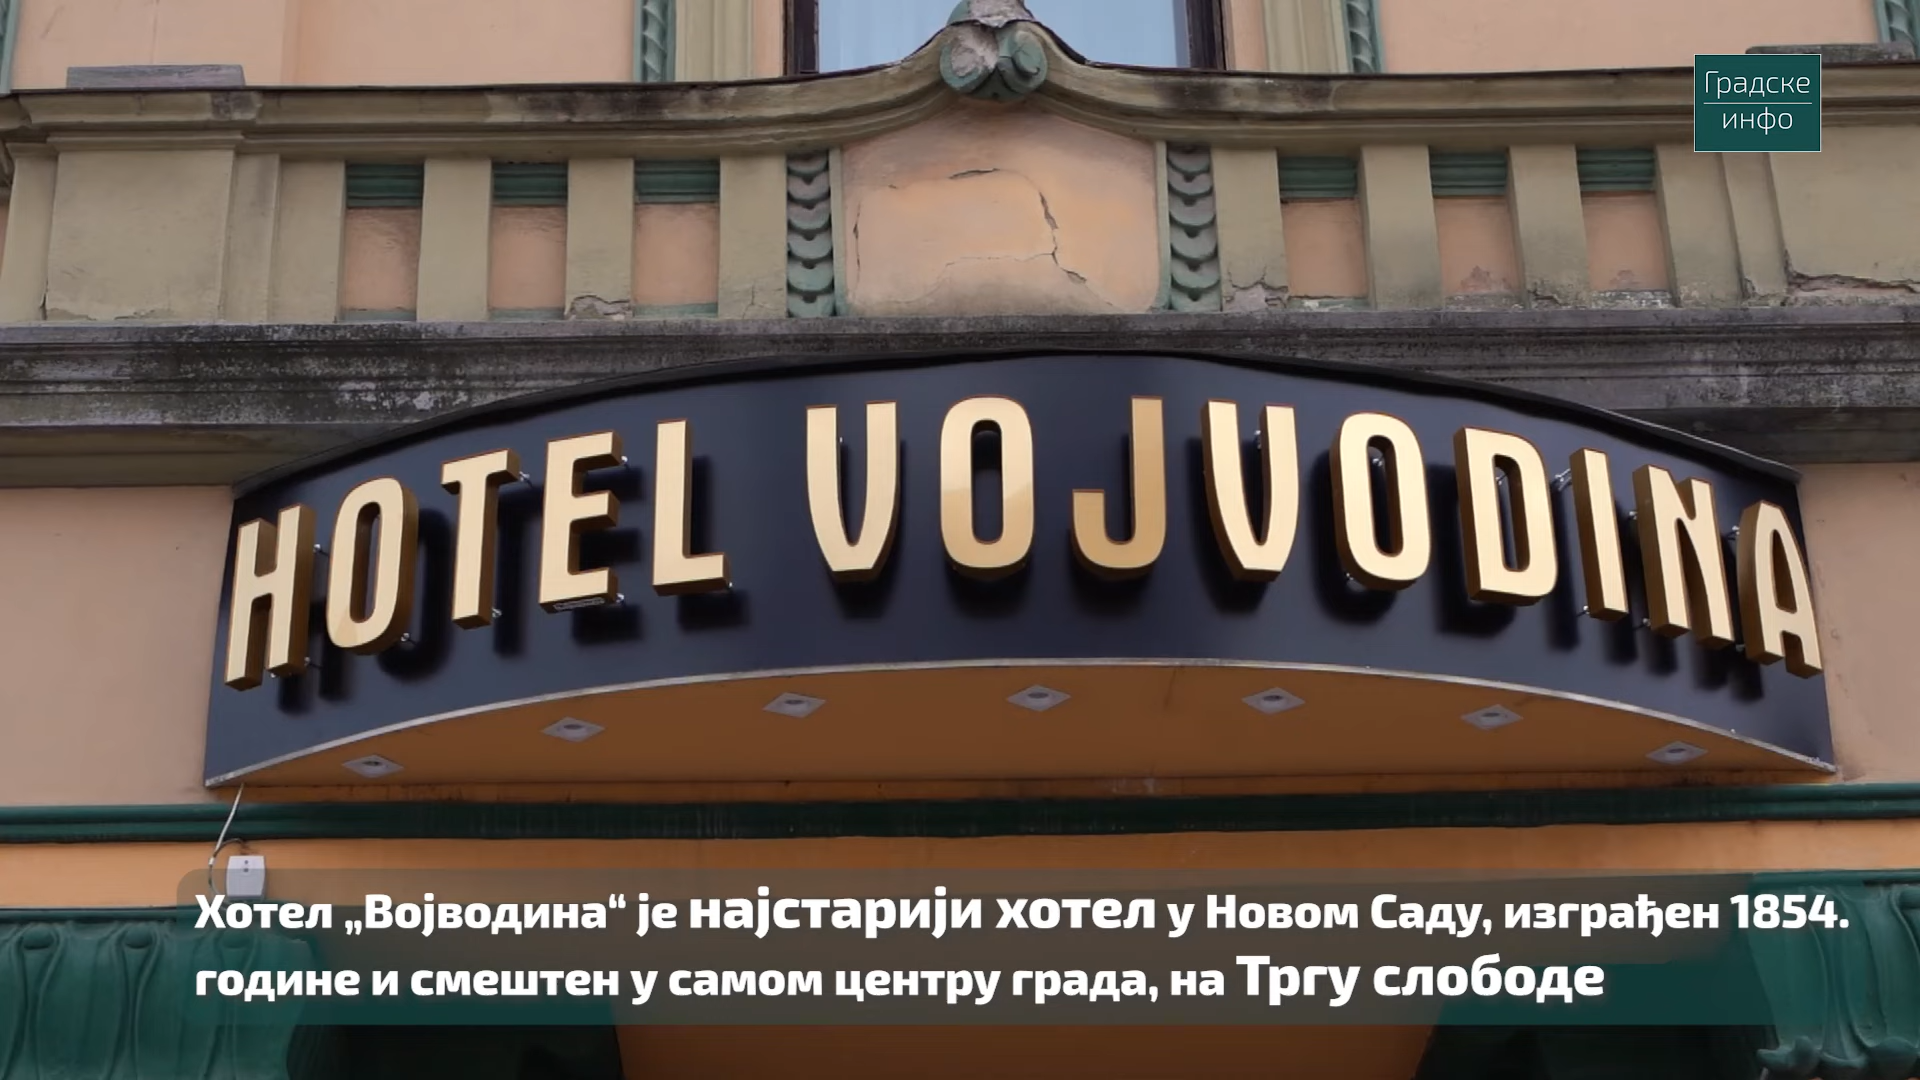 Градске
инфо
HOTEL VOJVODINA
Хотел „Војводина“ је најстарији хотел у Новом Саду, изграђен 1854.
године и смештен у самом центру града, на Тргу слободе